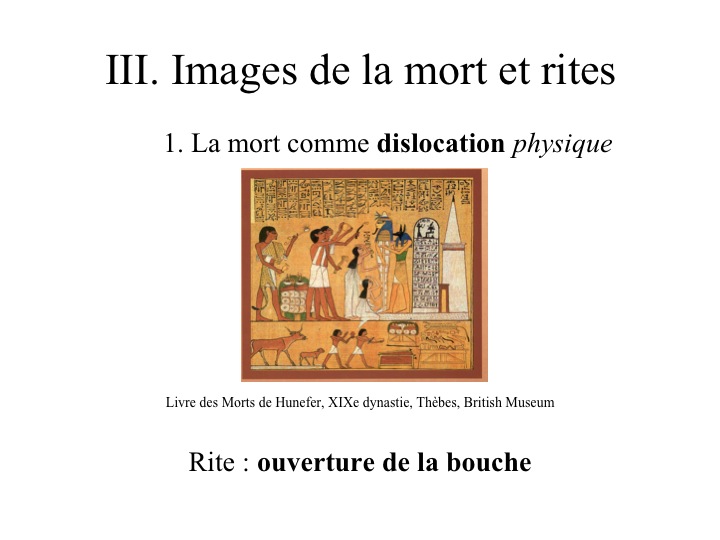 III. Images de la mort et rites
1. La mort comme dislocation physique
Livre des Morts de Hunefer, XIXe dynastie, Thèbes, British Museum
Rite : ouverture de la bouche